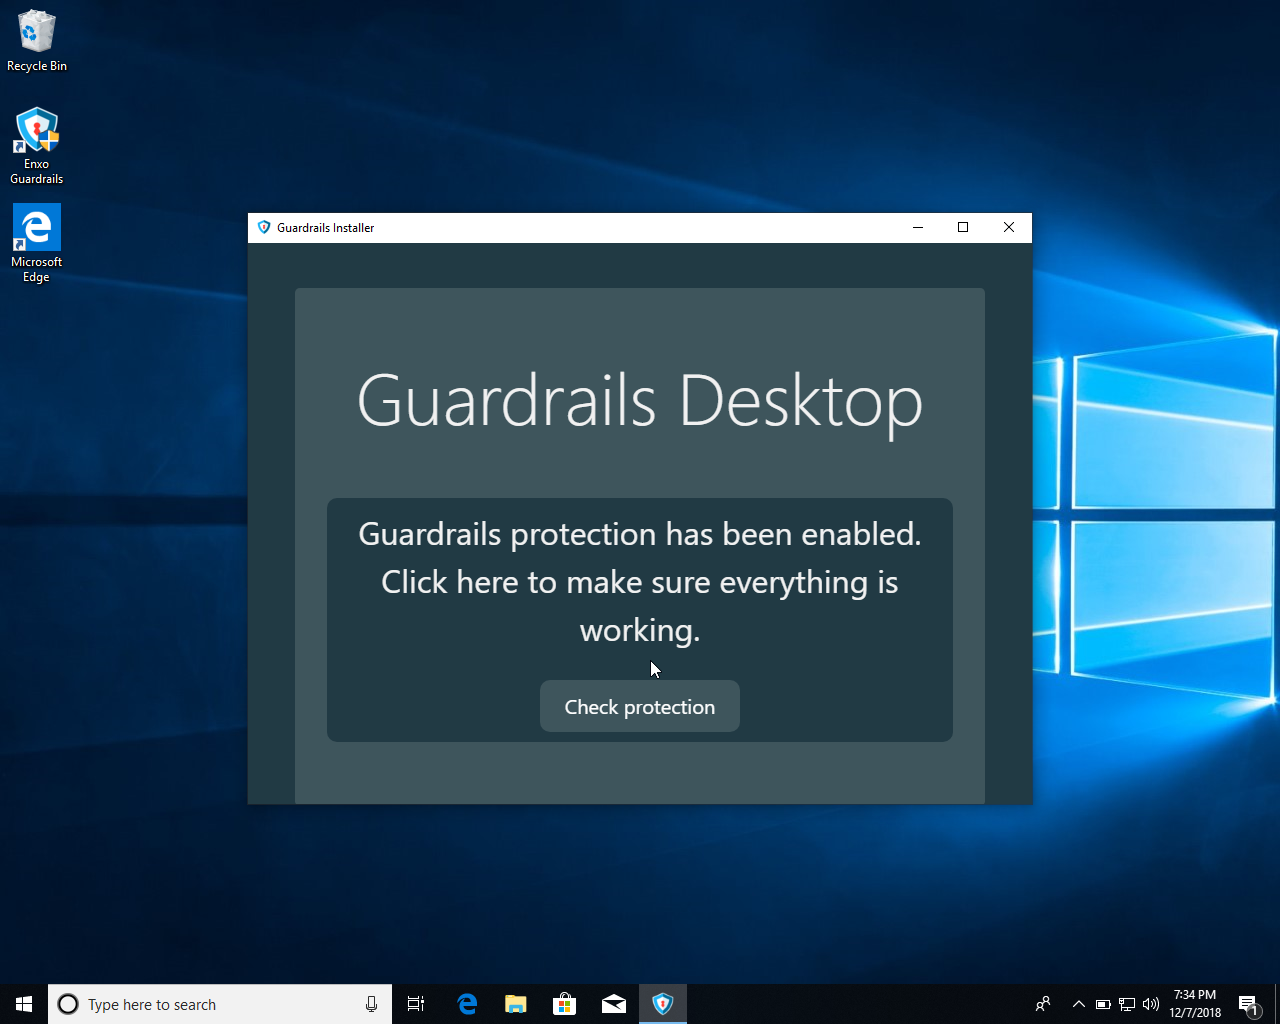 Recycle Bin
Enxo
Guardrails
Microsoft
Edge
Guardrails Installer
Guardrails Desktop
Guardrails protection has been enabled.
Click here to make sure everything is
working.
Check protection
Type here to search
7:34 PM
12/7/2018
1